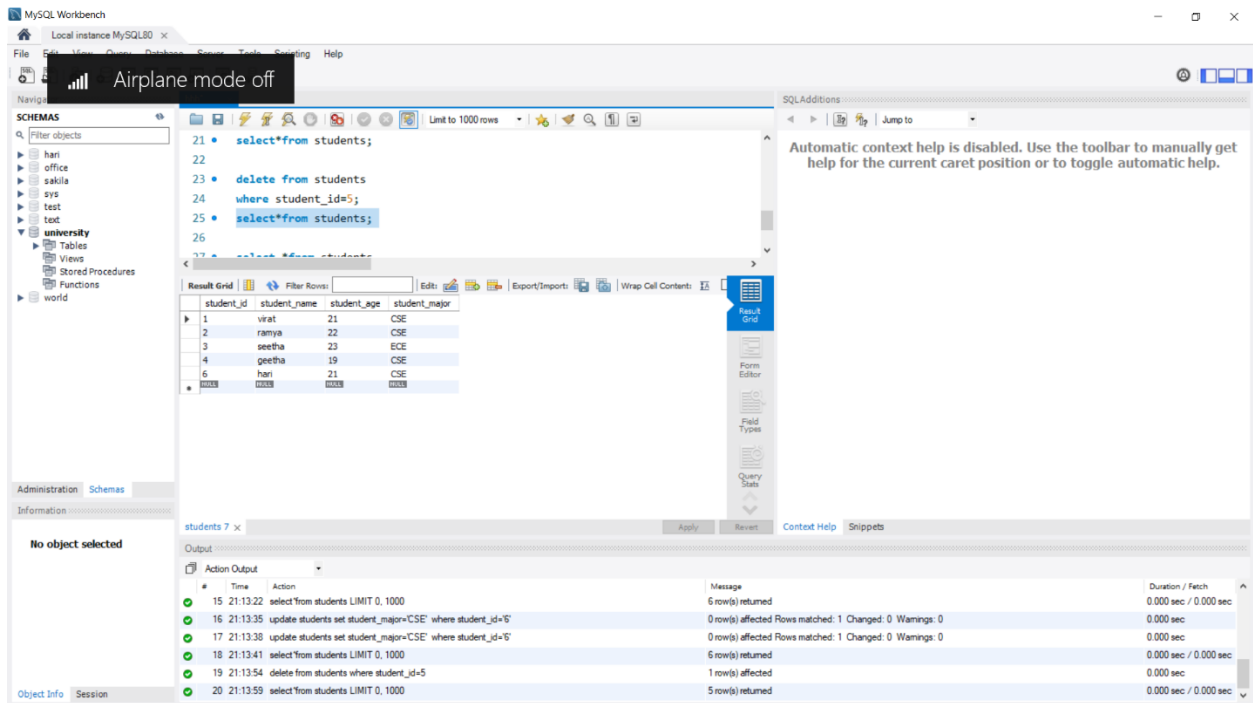 MySQL Workbench
Local instance MySQL80
File Edit View Query Database Server Tools Scripting Help
Airplane mode off
Naviga
SCHEMAS
Filter objects
hari
office
sakila
sys
test
text
university
Tables
Views
Stored Procedures
Functions
world
Administration Schemas
Information
No object selected
Object Info Session
Limit to 1000 rows
21 select*from students;
22
23 delete from students
24 where student_id=5;
25 select*from students;
26
27 select *from students
Result Grid Filter Rows: Edit: Export/Import: Wrap Cell Content:
student_id student_name student_age student_major
1 virat 21 CSE
2 ramya 22 CSE
3 seetha 23 ECE
4 geetha 19 CSE
6 hari 21 CSE
NULL NULL NULL NULL
Result Grid
Form Editor
Field Types
Query Stats
students 7 Apply Revert
SQLAdditions
Jump to
Automatic context help is disabled. Use the toolbar to manually get
help for the current caret position or to toggle automatic help.
Context Help Snippets
Output
Action Output
# Time Action Message Duration / Fetch
15 21:13:22 select*from students LIMIT 0, 1000 6 row(s) returned 0.000 sec / 0.000 sec
16 21:13:35 update students set student_major='CSE' where student_id='6' 0 row(s) affected Rows matched: 1 Changed: 0 Warnings: 0 0.000 sec
17 21:13:38 update students set student_major='CSE' where student_id='6' 0 row(s) affected Rows matched: 1 Changed: 0 Warnings: 0 0.000 sec
18 21:13:41 select*from students LIMIT 0, 1000 6 row(s) returned 0.000 sec / 0.000 sec
19 21:13:54 delete from students where student_id=5 1 row(s) affected 0.000 sec
20 21:13:59 select*from students LIMIT 0, 1000 5 row(s) returned 0.000 sec / 0.000 sec